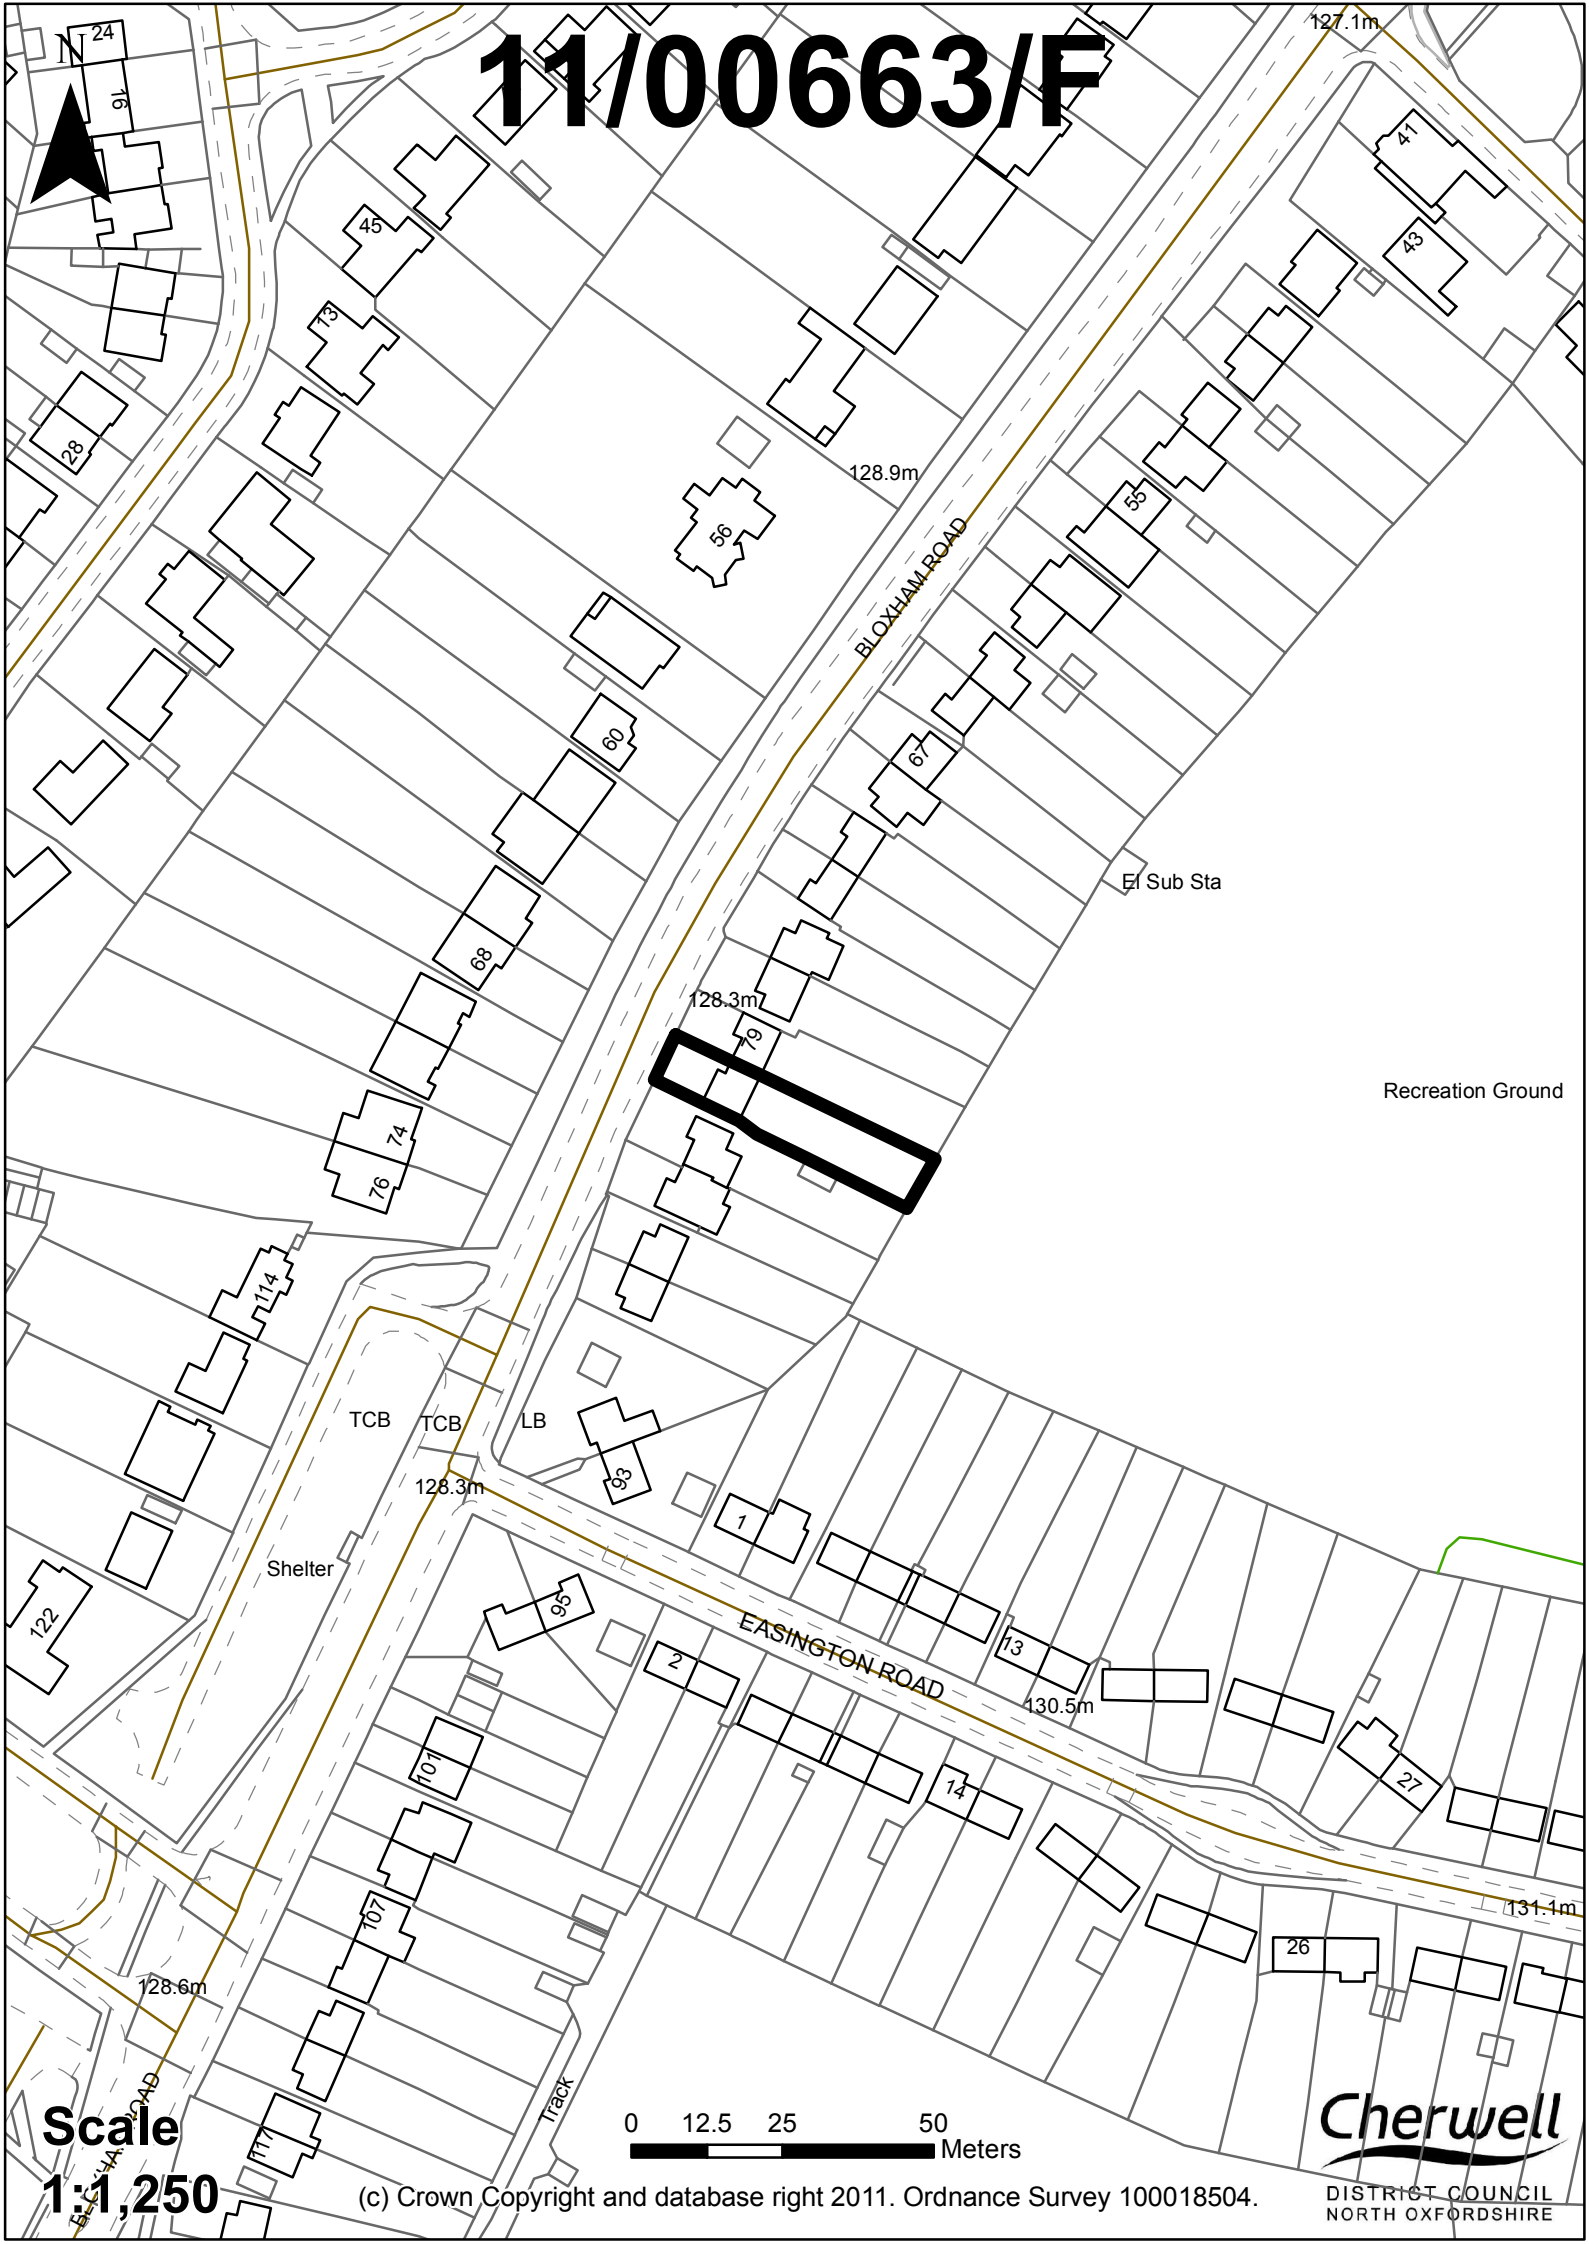 11/00663/F
127.1m
N
24
16
41
45
43
13
28
128.9m
55
56
BLOXHAM ROAD
60
67
El Sub Sta
68
128.3m
79
Recreation Ground
74
76
114
TCB
TCB
LB
93
128.3m
1
Shelter
95
122
EASINGTON ROAD
13
2
130.5m
101
27
14
107
131.1m
26
128.6m
Track
117
BLOXHAM ROAD
Scale
1:1,250
0 12.5 25 50
Meters
(c) Crown Copyright and database right 2011. Ordnance Survey 100018504.
Cherwell
DISTRICT COUNCIL
NORTH OXFORDSHIRE